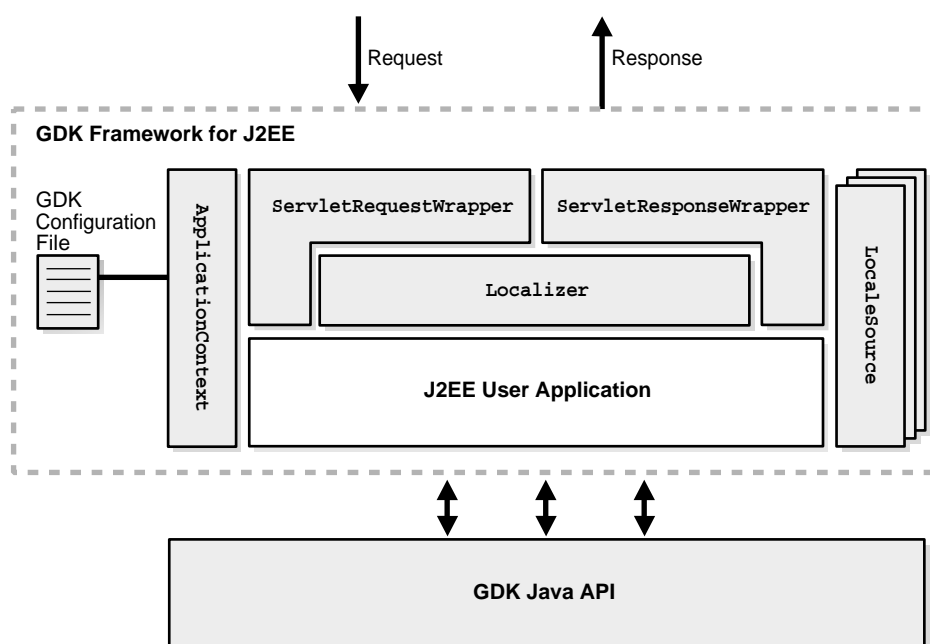 Request
Response
GDK Framework for J2EE
GDK
Configuration
File
ApplicationContext
ServletRequestWrapper
ServletResponseWrapper
Localizer
LocaleSource
J2EE User Application
GDK Java API